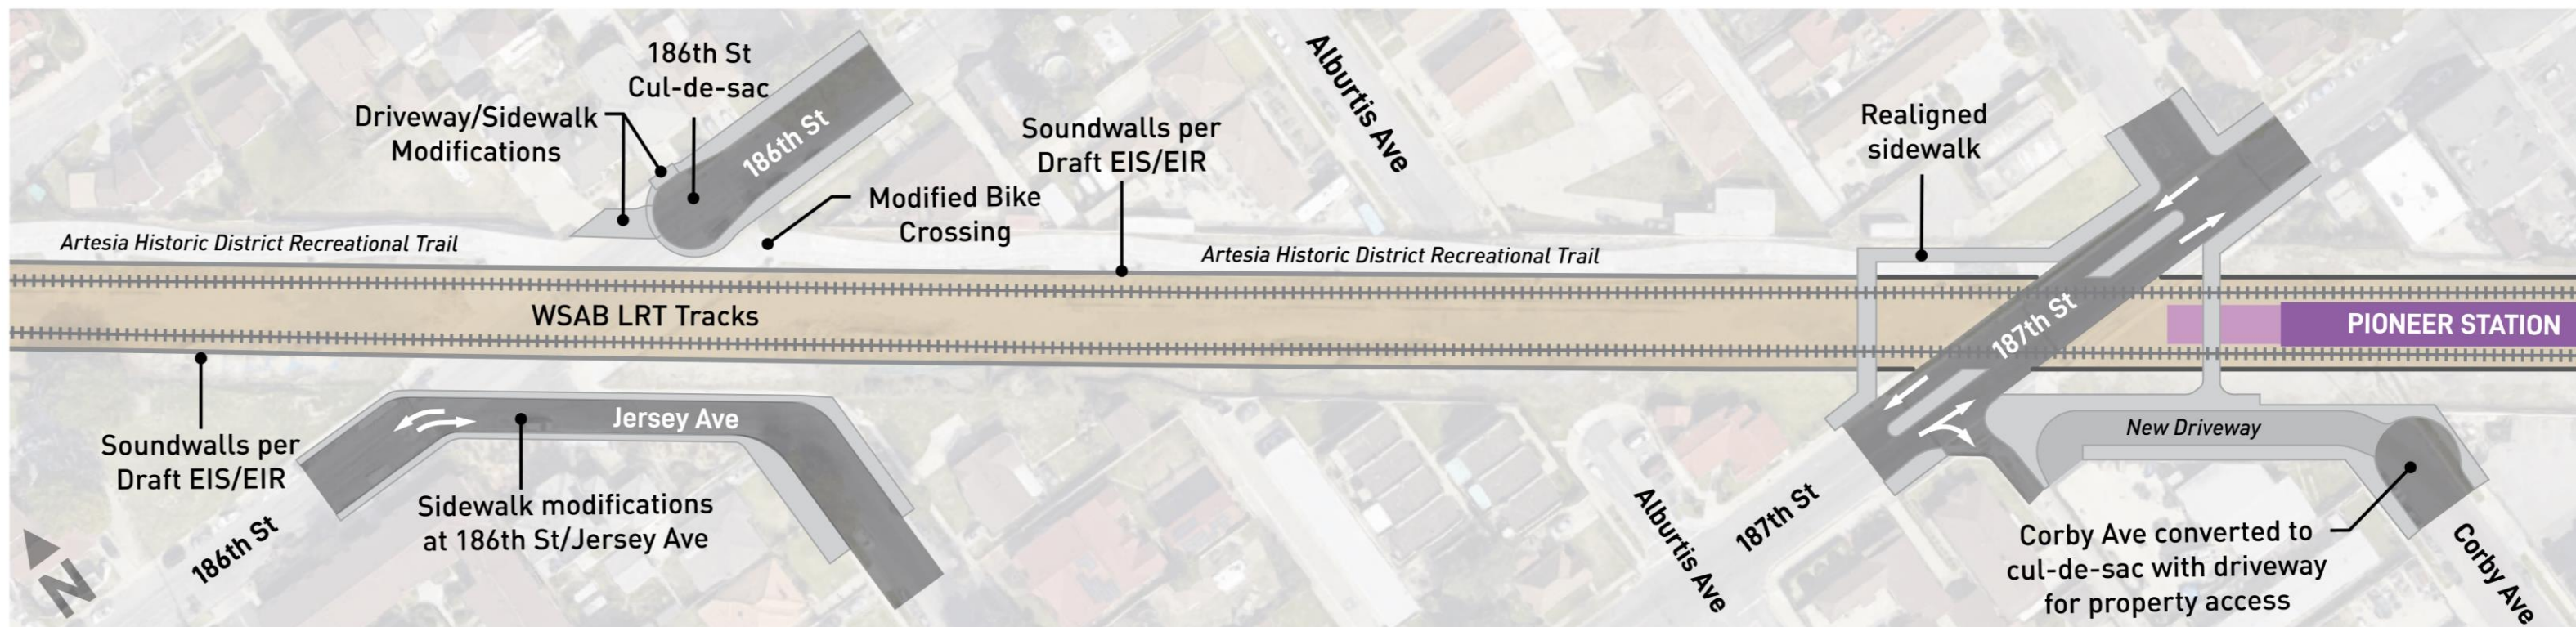 186th St
Cul-de-sac
Driveway/Sidewalk
Modifications
186th St
Soundwalls per
Draft EIS/EIR
Alburtis Ave
Realigned
sidewalk
Modified Bike
Crossing
Artesia Historic District Recreational Trail
Artesia Historic District Recreational Trail
WSAB LRT Tracks
187th St
PIONEER STATION
Jersey Ave
New Driveway
Soundwalls per
Draft EIS/EIR
Sidewalk modifications
at 186th St/Jersey Ave
186th St
Alburtis Ave
187th St
Corby Ave converted to
cul-de-sac with driveway
for property access
Corby Ave
N